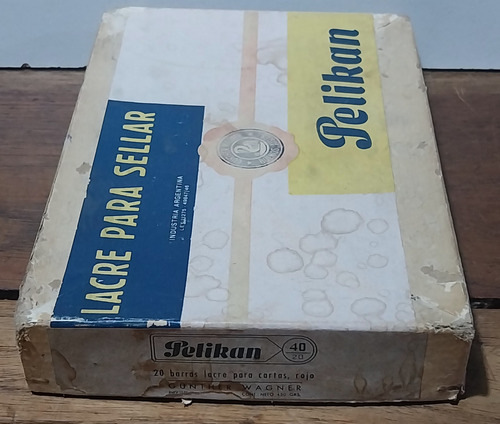 Pelikan
LACRE PARA SELLAR
INDUSTRIA ARGENTINA
Pelikan
40
20
20 barras lacre para cartas, rojo
GÜNTHER WAGNER